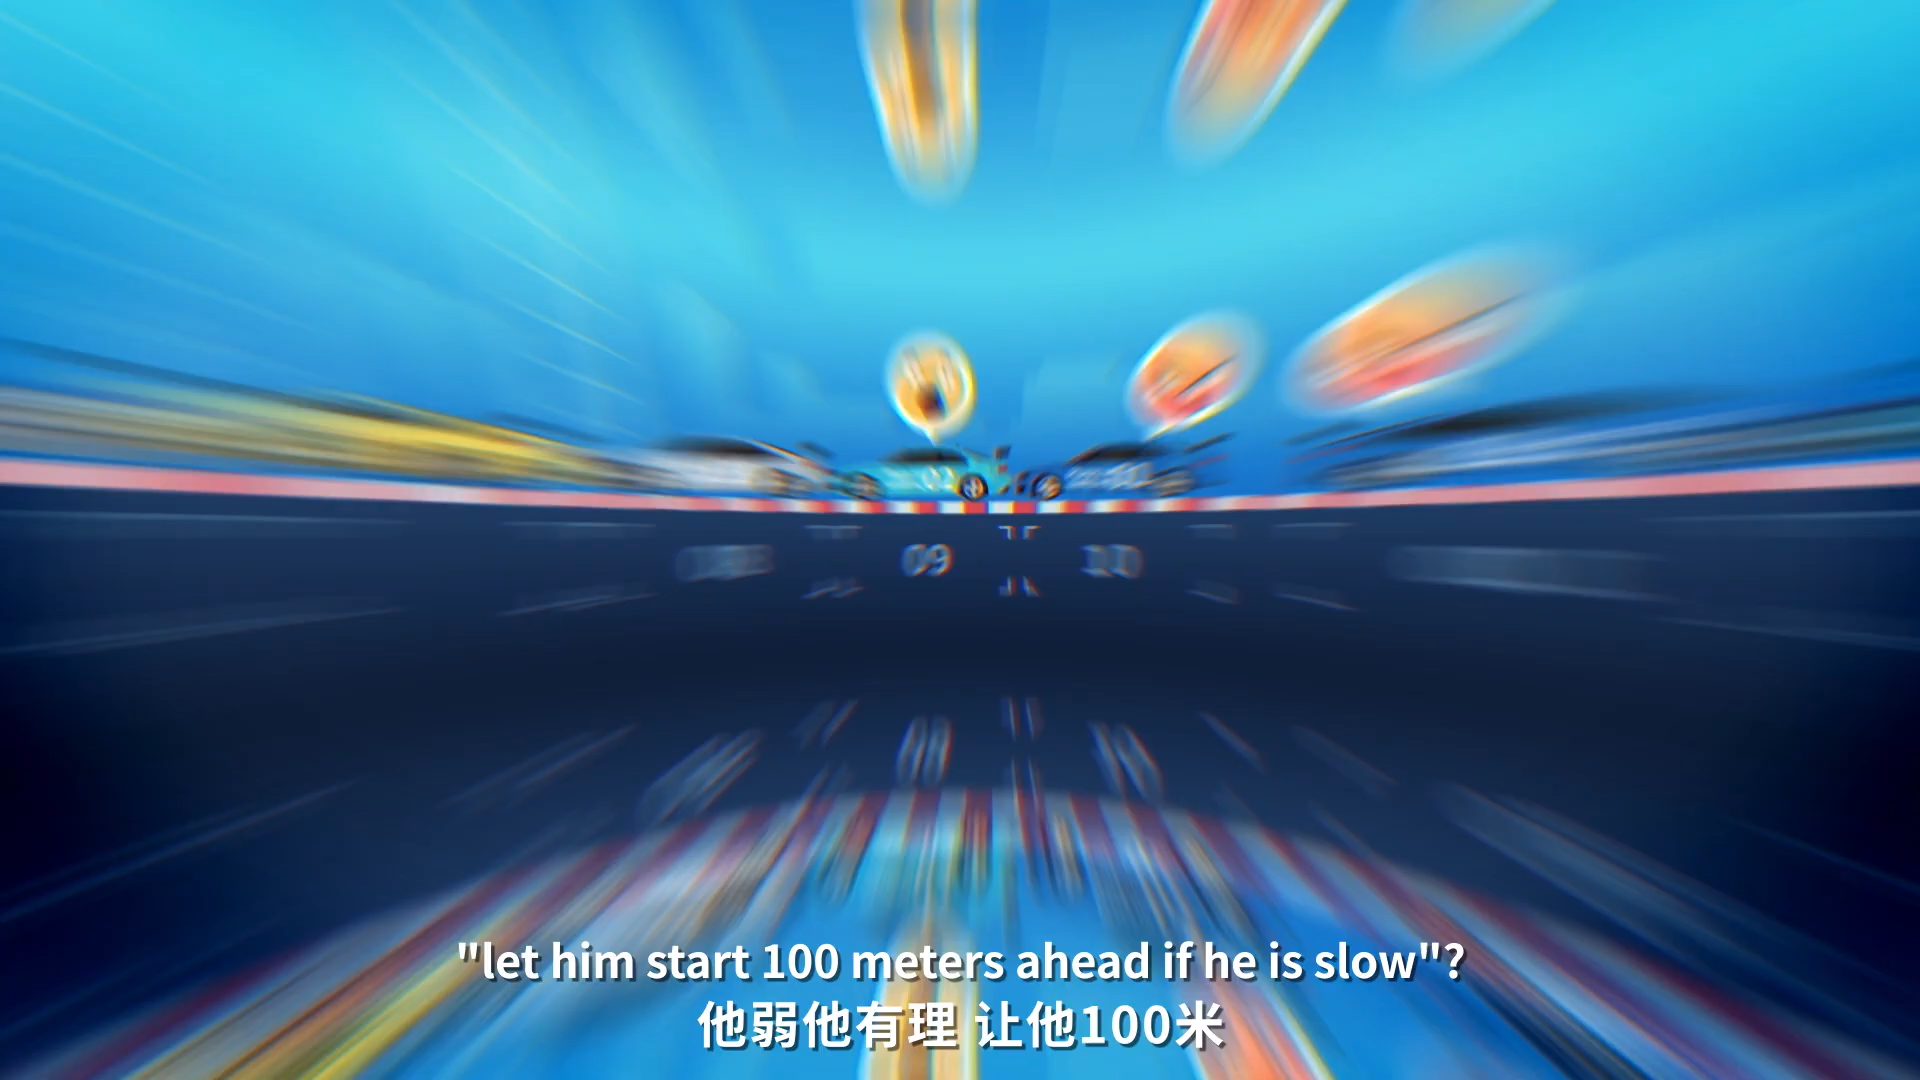 09
"let him start 100 meters ahead if he is slow"?
他弱他有理 让他100米